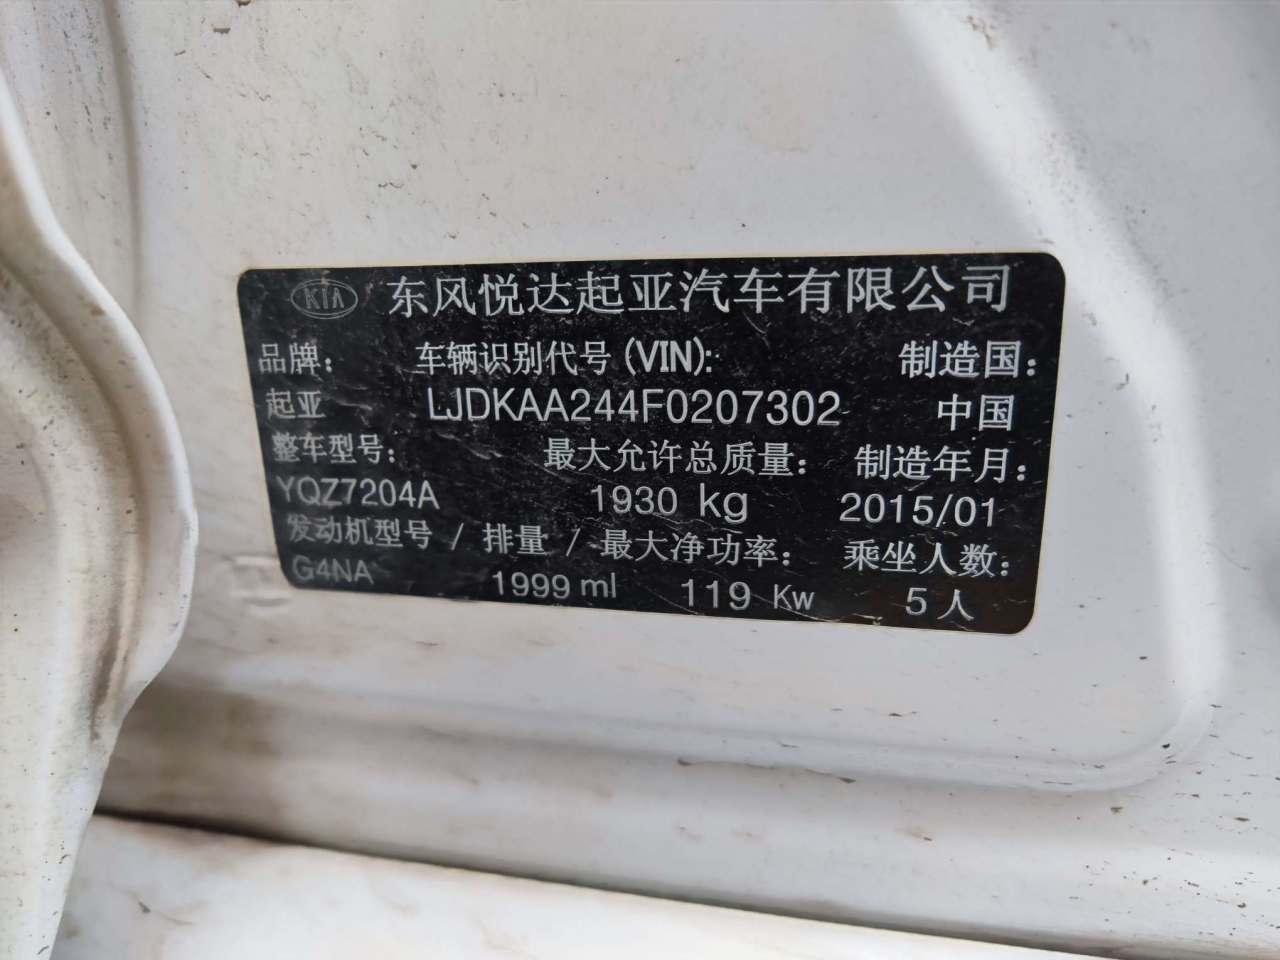 KIA 东风悦达起亚汽车有限公司
品牌： 车辆识别代号 (VIN): 制造国：
起亚 LJDKAA244F0207302 中国
整车型号： 最大允许总质量： 制造年月：
YQZ7204A 1930 kg 2015/01
发动机型号 / 排量 / 最大净功率： 乘坐人数：
G4NA 1999 ml 119 Kw 5 人